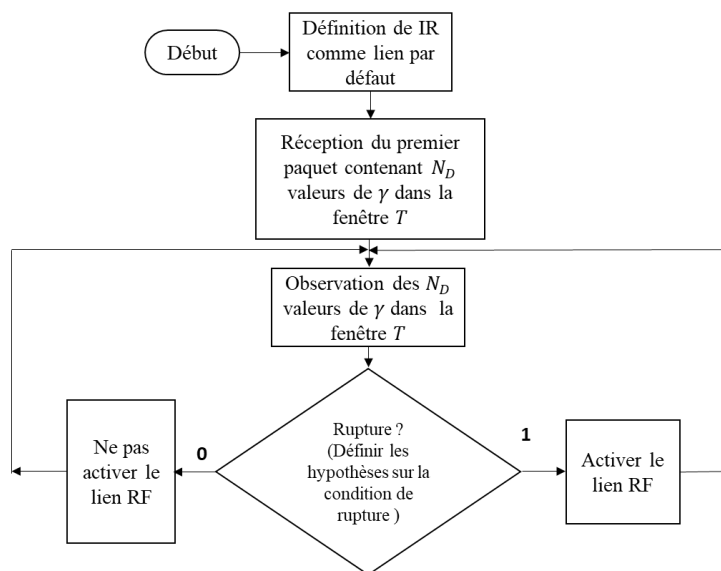 Début
Définition de IR
comme lien par
défaut
Réception du premier
paquet contenant N_D
valeurs de γ dans la
fenêtre T
Observation des N_D
valeurs de γ dans la
fenêtre T
Rupture ?
(Définir les
hypothèses sur la
condition de
rupture )
0
1
Ne pas
activer le
lien RF
Activer le
lien RF